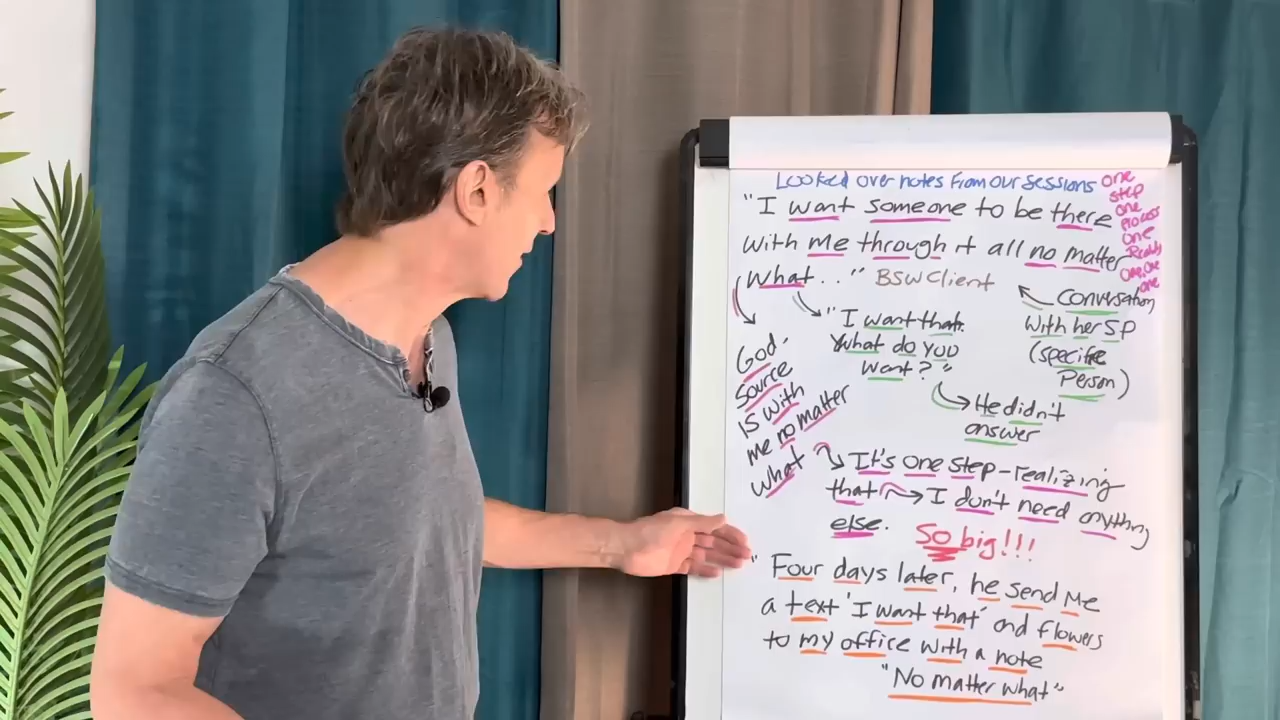 Looked over notes from our sessions
"I want someone to be there
with me through it all no matter
what..." BSW Client
one
step
one
process
one
Reality
one, one
one
Conversation
with her SP
(specific
Person)
"I want that.
What do you
want?"
He didn't
answer
God-
Source
is with
me no matter
what
It's one step-realizing
that I don't need anything
else.
So big!!!
" Four days later, he send me
a text 'I want that' and flowers
to my office with a note
"No matter what"